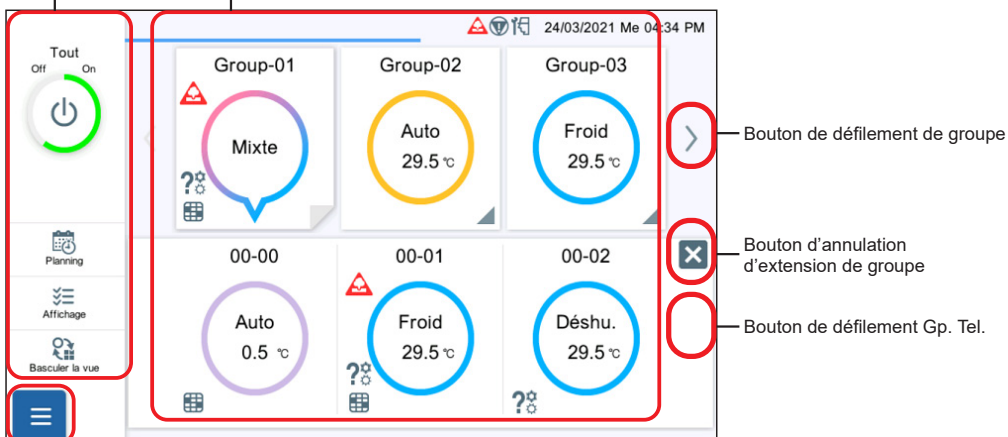 24/03/2021 Me 04:34 PM
Tout
Off On
Group-01 Group-02 Group-03
Mixte
Auto
29.5 ℃
Froid
29.5 ℃
Bouton de défilement de groupe
Planning
Affichage
Basculer la vue
00-00 00-01 00-02
Auto
0.5 ℃
Froid
29.5 ℃
Déshu.
29.5 ℃
Bouton d'annulation
d'extension de groupe
Bouton de défilement Gp. Tel.